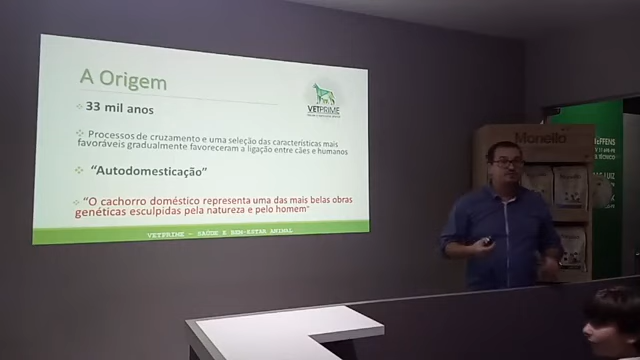 A Origem
33 mil anos
Processos de cruzamento e uma seleção das características mais
favoráveis gradualmente favoreceram a ligação entre cães e humanos
“Autodomesticação”
“O cachorro doméstico representa uma das mais belas obras
genéticas esculpidas pela natureza e pelo homem”
VETPRIME
VETPRIME – SAÚDE E BEM-ESTAR ANIMAL
Monello